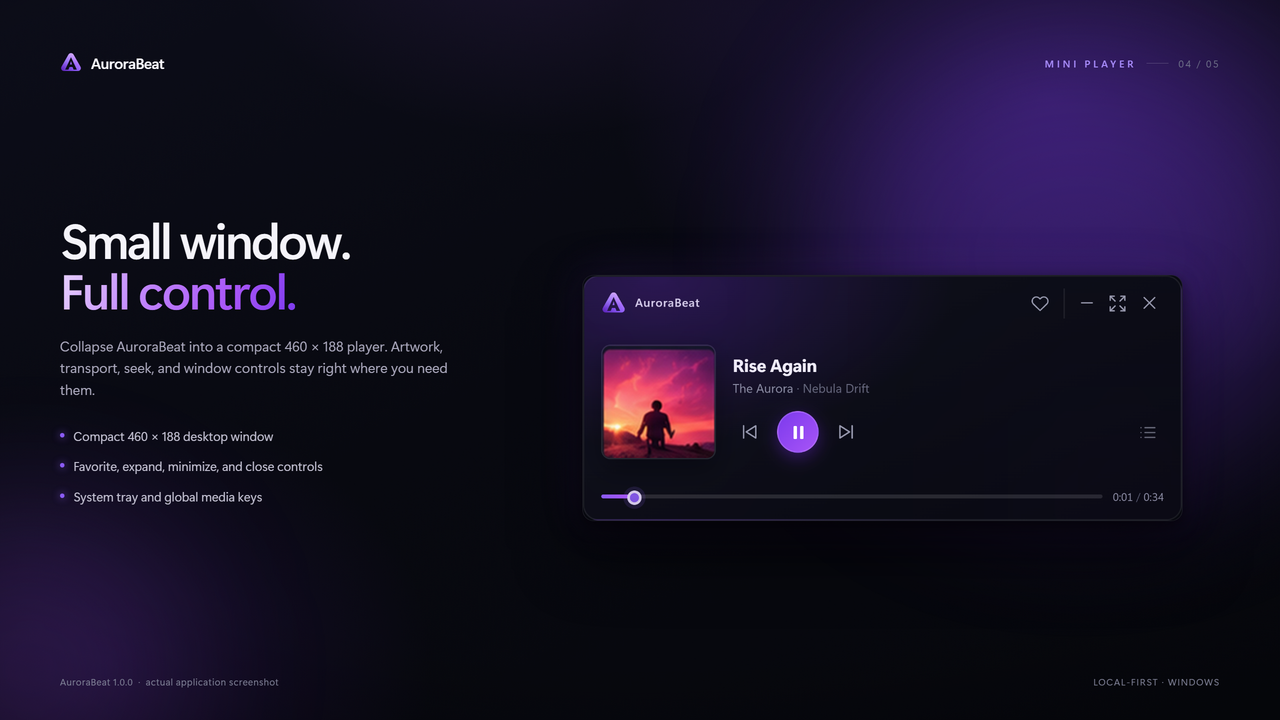 AuroraBeat
MINI PLAYER 04 / 05
Small window.
Full control.
Collapse AuroraBeat into a compact 460 × 188 player. Artwork,
transport, seek, and window controls stay right where you need
them.
• Compact 460 × 188 desktop window
• Favorite, expand, minimize, and close controls
• System tray and global media keys
AuroraBeat
Rise Again
The Aurora · Nebula Drift
0:01 / 0:34
AuroraBeat 1.0.0 · actual application screenshot
LOCAL-FIRST · WINDOWS